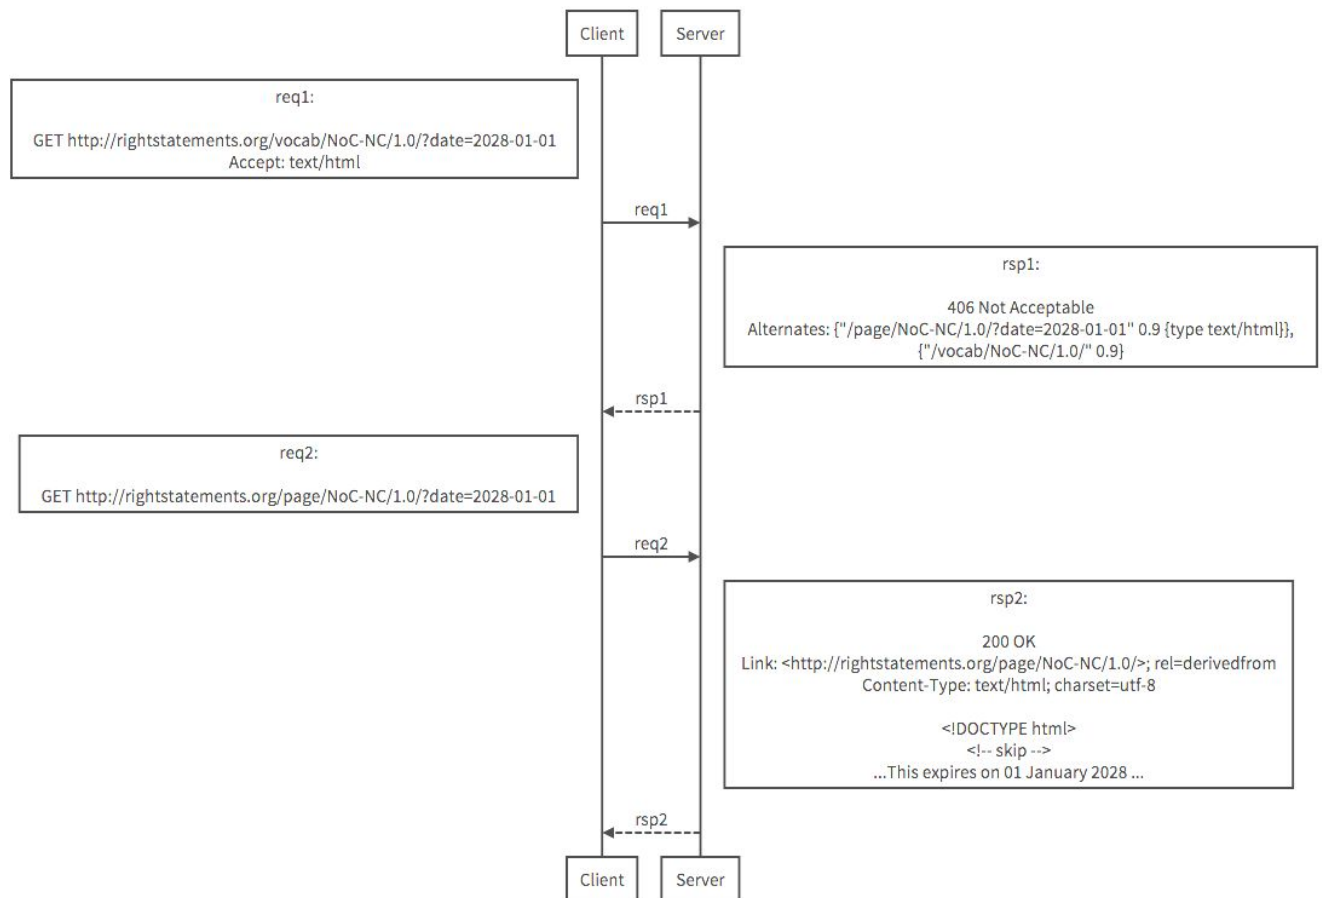 Client
Server
req1:
GET http://rightstatements.org/vocab/NoC-NC/1.0/?date=2028-01-01
Accept: text/html
req1
rsp1:
406 Not Acceptable
Alternates: {"/page/NoC-NC/1.0/?date=2028-01-01" 0.9 {type text/html}},
{"/vocab/NoC-NC/1.0/" 0.9}
rsp1
req2:
GET http://rightstatements.org/page/NoC-NC/1.0/?date=2028-01-01
req2
rsp2:
200 OK
Link: <http://rightstatements.org/page/NoC-NC/1.0/>; rel=derivedfrom
Content-Type: text/html; charset=utf-8
<!DOCTYPE html>
<!-- skip -->
...This expires on 01 January 2028 ...
rsp2
Client
Server